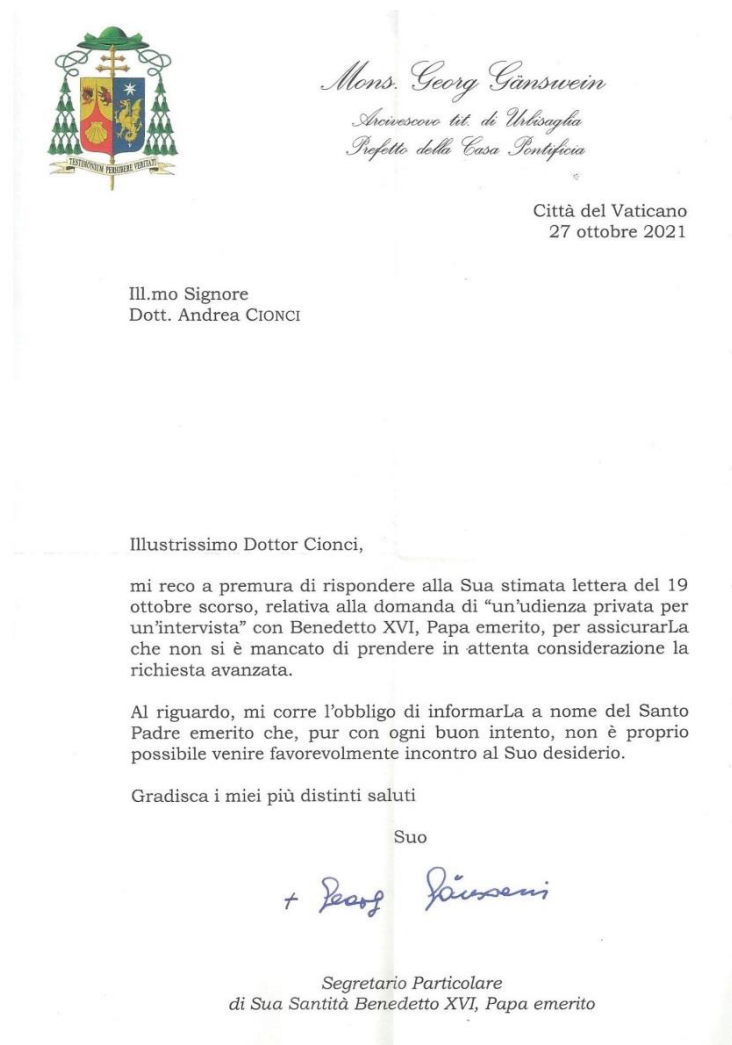 TESTIMONIUM PERHIBERE VERITATI
Mons. Georg Gänswein
Arcivescovo tit. di Urbisaglia
Prefetto della Casa Pontificia
Città del Vaticano
27 ottobre 2021
Ill.mo Signore
Dott. Andrea CIONCI
Illustrissimo Dottor Cionci,
mi reco a premura di rispondere alla Sua stimata lettera del 19
ottobre scorso, relativa alla domanda di “un’udienza privata per
un’intervista” con Benedetto XVI, Papa emerito, per assicurarLa
che non si è mancato di prendere in attenta considerazione la
richiesta avanzata.
Al riguardo, mi corre l’obbligo di informarLa a nome del Santo
Padre emerito che, pur con ogni buon intento, non è proprio
possibile venire favorevolmente incontro al Suo desiderio.
Gradisca i miei più distinti saluti
Suo
+ Georg Gänswein
Segretario Particolare
di Sua Santità Benedetto XVI, Papa emerito